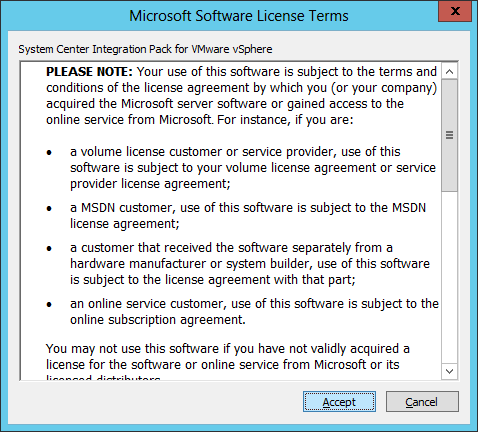 Microsoft Software License Terms
System Center Integration Pack for VMware vSphere
PLEASE NOTE: Your use of this software is subject to the terms and
conditions of the license agreement by which you (or your company)
acquired the Microsoft server software or gained access to the
online service from Microsoft. For instance, if you are:
• a volume license customer or service provider, use of this
software is subject to your volume license agreement or service
provider license agreement;
• a MSDN customer, use of this software is subject to the MSDN
license agreement;
• a customer that received the software separately from a
hardware manufacturer or system builder, use of this software
is subject to the license agreement with that part;
• an online service customer, use of this software is subject to the
online subscription agreement.
You may not use this software if you have not validly acquired a
license for the software or online service from Microsoft or its
licensed distributors.
Accept Cancel